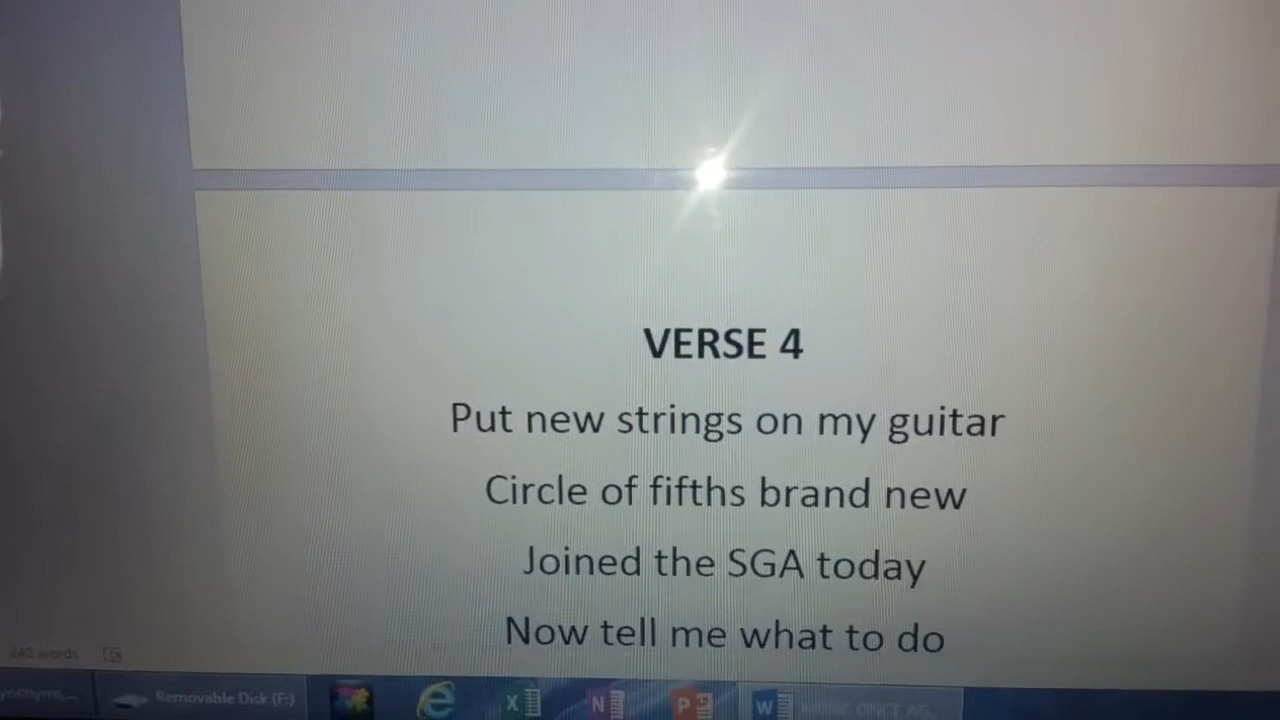 VERSE 4
Put new strings on my guitar
Circle of fifths brand new
Joined the SGA today
Now tell me what to do
words
Removable Disk (F:)